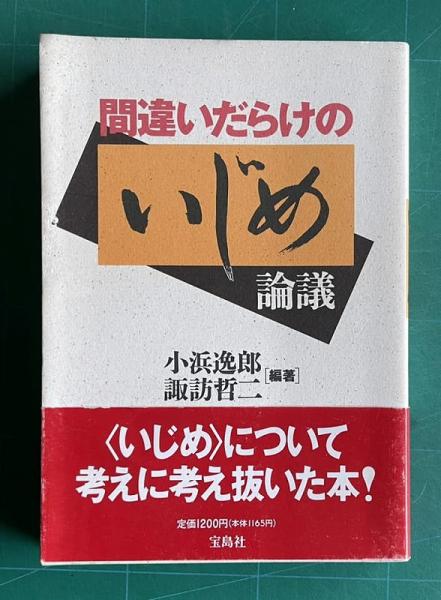 間違いだらけの
いじめ
論議
小浜逸郎
諏訪哲二
[編著]
〈いじめ〉について
考えに考え抜いた本!
定価1200円(本体1165円)
宝島社